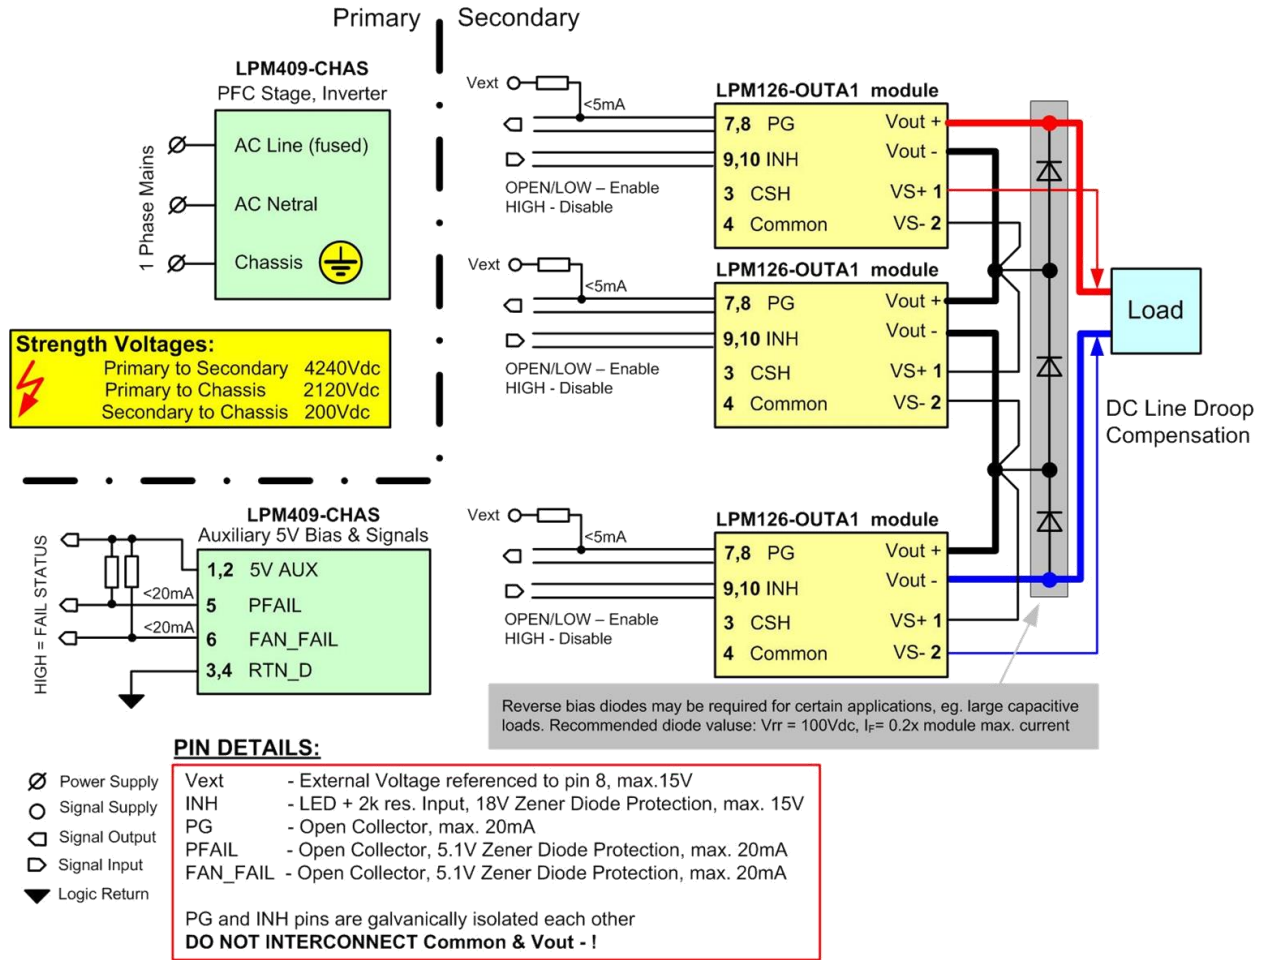 Primary
Secondary
LPM409-CHAS
PFC Stage, Inverter
1 Phase Mains
AC Line (fused)
AC Netral
Chassis
Strength Voltages:
Primary to Secondary 4240Vdc
Primary to Chassis 2120Vdc
Secondary to Chassis 200Vdc
LPM409-CHAS
Auxiliary 5V Bias & Signals
HIGH = FAIL STATUS
<20mA
<20mA
1,2 5V AUX
5 PFAIL
6 FAN_FAIL
3,4 RTN_D
Vext
<5mA
OPEN/LOW – Enable
HIGH - Disable
LPM126-OUTA1 module
7,8 PG Vout +
Vout -
9,10 INH
3 CSH VS+ 1
4 Common VS- 2
Vext
<5mA
OPEN/LOW – Enable
HIGH - Disable
LPM126-OUTA1 module
7,8 PG Vout +
9,10 INH Vout -
3 CSH VS+ 1
4 Common VS- 2
Vext
<5mA
OPEN/LOW – Enable
HIGH - Disable
LPM126-OUTA1 module
7,8 PG Vout +
9,10 INH Vout -
3 CSH VS+ 1
4 Common VS- 2
Load
DC Line Droop
Compensation
Reverse bias diodes may be required for certain applications, eg. large capacitive
loads. Recommended diode valuse: Vrr = 100Vdc, IF= 0.2x module max. current
PIN DETAILS:
Power Supply
Signal Supply
Signal Output
Signal Input
Logic Return
Vext - External Voltage referenced to pin 8, max.15V
INH - LED + 2k res. Input, 18V Zener Diode Protection, max. 15V
PG - Open Collector, max. 20mA
PFAIL - Open Collector, 5.1V Zener Diode Protection, max. 20mA
FAN_FAIL - Open Collector, 5.1V Zener Diode Protection, max. 20mA
PG and INH pins are galvanically isolated each other
DO NOT INTERCONNECT Common & Vout - !